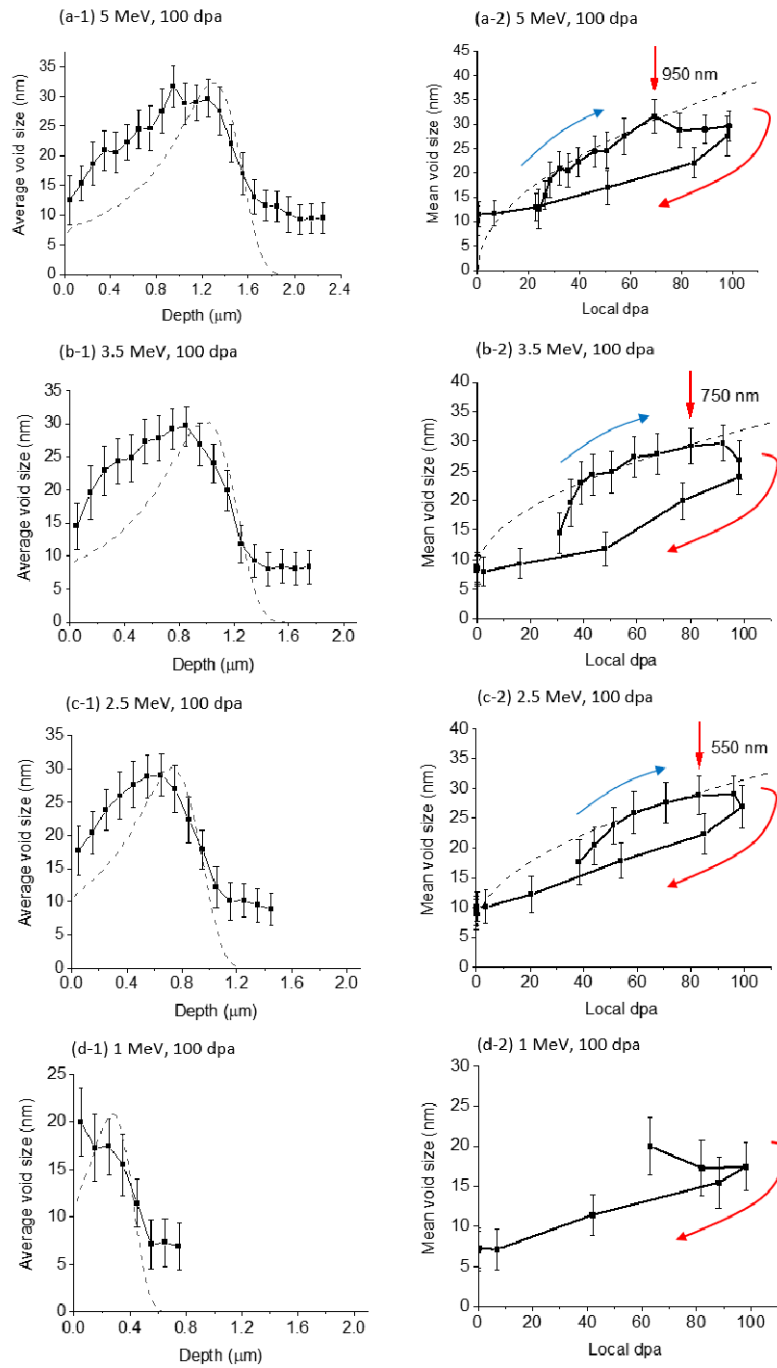 (a-1) 5 MeV, 100 dpa
Average void size (nm)
40
35
30
25
20
15
10
5
0
0.0 0.4 0.8 1.2 1.6 2.0 2.4
Depth (μm)
(a-2) 5 MeV, 100 dpa
Mean void size (nm)
45
40
35
30
25
20
15
10
5
0
950 nm
0 20 40 60 80 100
Local dpa
(b-1) 3.5 MeV, 100 dpa
Average void size (nm)
40
35
30
25
20
15
10
5
0
0.0 0.4 0.8 1.2 1.6 2.0
Depth (μm)
(b-2) 3.5 MeV, 100 dpa
Mean void size (nm)
40
35
30
25
20
15
10
5
0
750 nm
0 20 40 60 80 100
Local dpa
(c-1) 2.5 MeV, 100 dpa
Average void size (nm)
40
35
30
25
20
15
10
5
0
0.0 0.4 0.8 1.2 1.6 2.0
Depth (μm)
(c-2) 2.5 MeV, 100 dpa
Mean void size (nm)
40
35
30
25
20
15
10
5
0
550 nm
0 20 40 60 80 100
Local dpa
(d-1) 1 MeV, 100 dpa
Average void size (nm)
25
20
15
10
5
0
0.0 0.4 0.8 1.2 1.6 2.0
Depth (μm)
(d-2) 1 MeV, 100 dpa
Mean void size (nm)
30
25
20
15
10
5
0
0 20 40 60 80 100
Local dpa